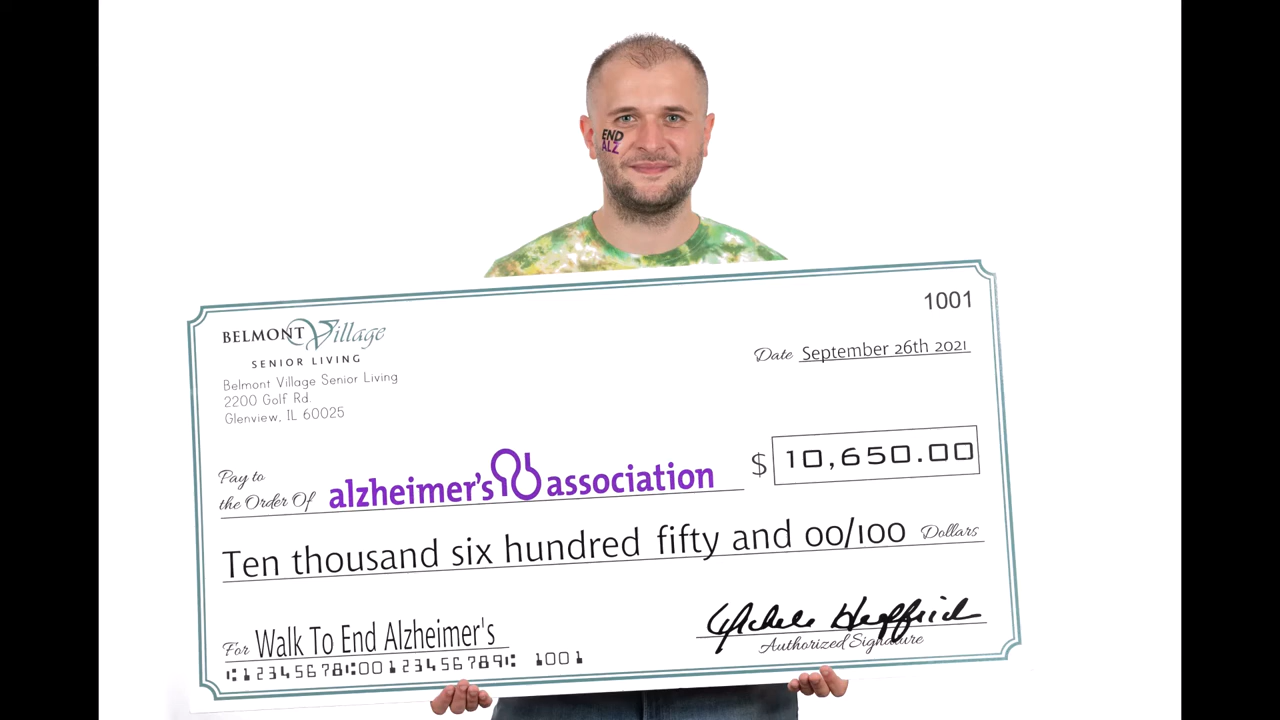 END
ALZ
1001
BELMONT Village
SENIOR LIVING
Belmont Village Senior Living
2200 Golf Rd.
Glenview, IL 60025
Date September 26th 2021
Pay to
the Order Of alzheimer's association
$ 10,650.00
Ten thousand six hundred fifty and 00/100 Dollars
For Walk To End Alzheimer's
Authorized Signature
⑆12345678⑆00123456789⑆ 1001